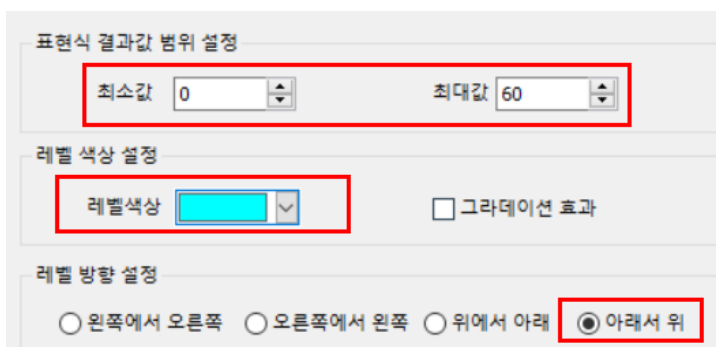 표현식 결과값 범위 설정
최소값 0 최대값 60
레벨 색상 설정
레벨색상 그라데이션 효과
레벨 방향 설정
왼쪽에서 오른쪽 오른쪽에서 왼쪽 위에서 아래 아래서 위